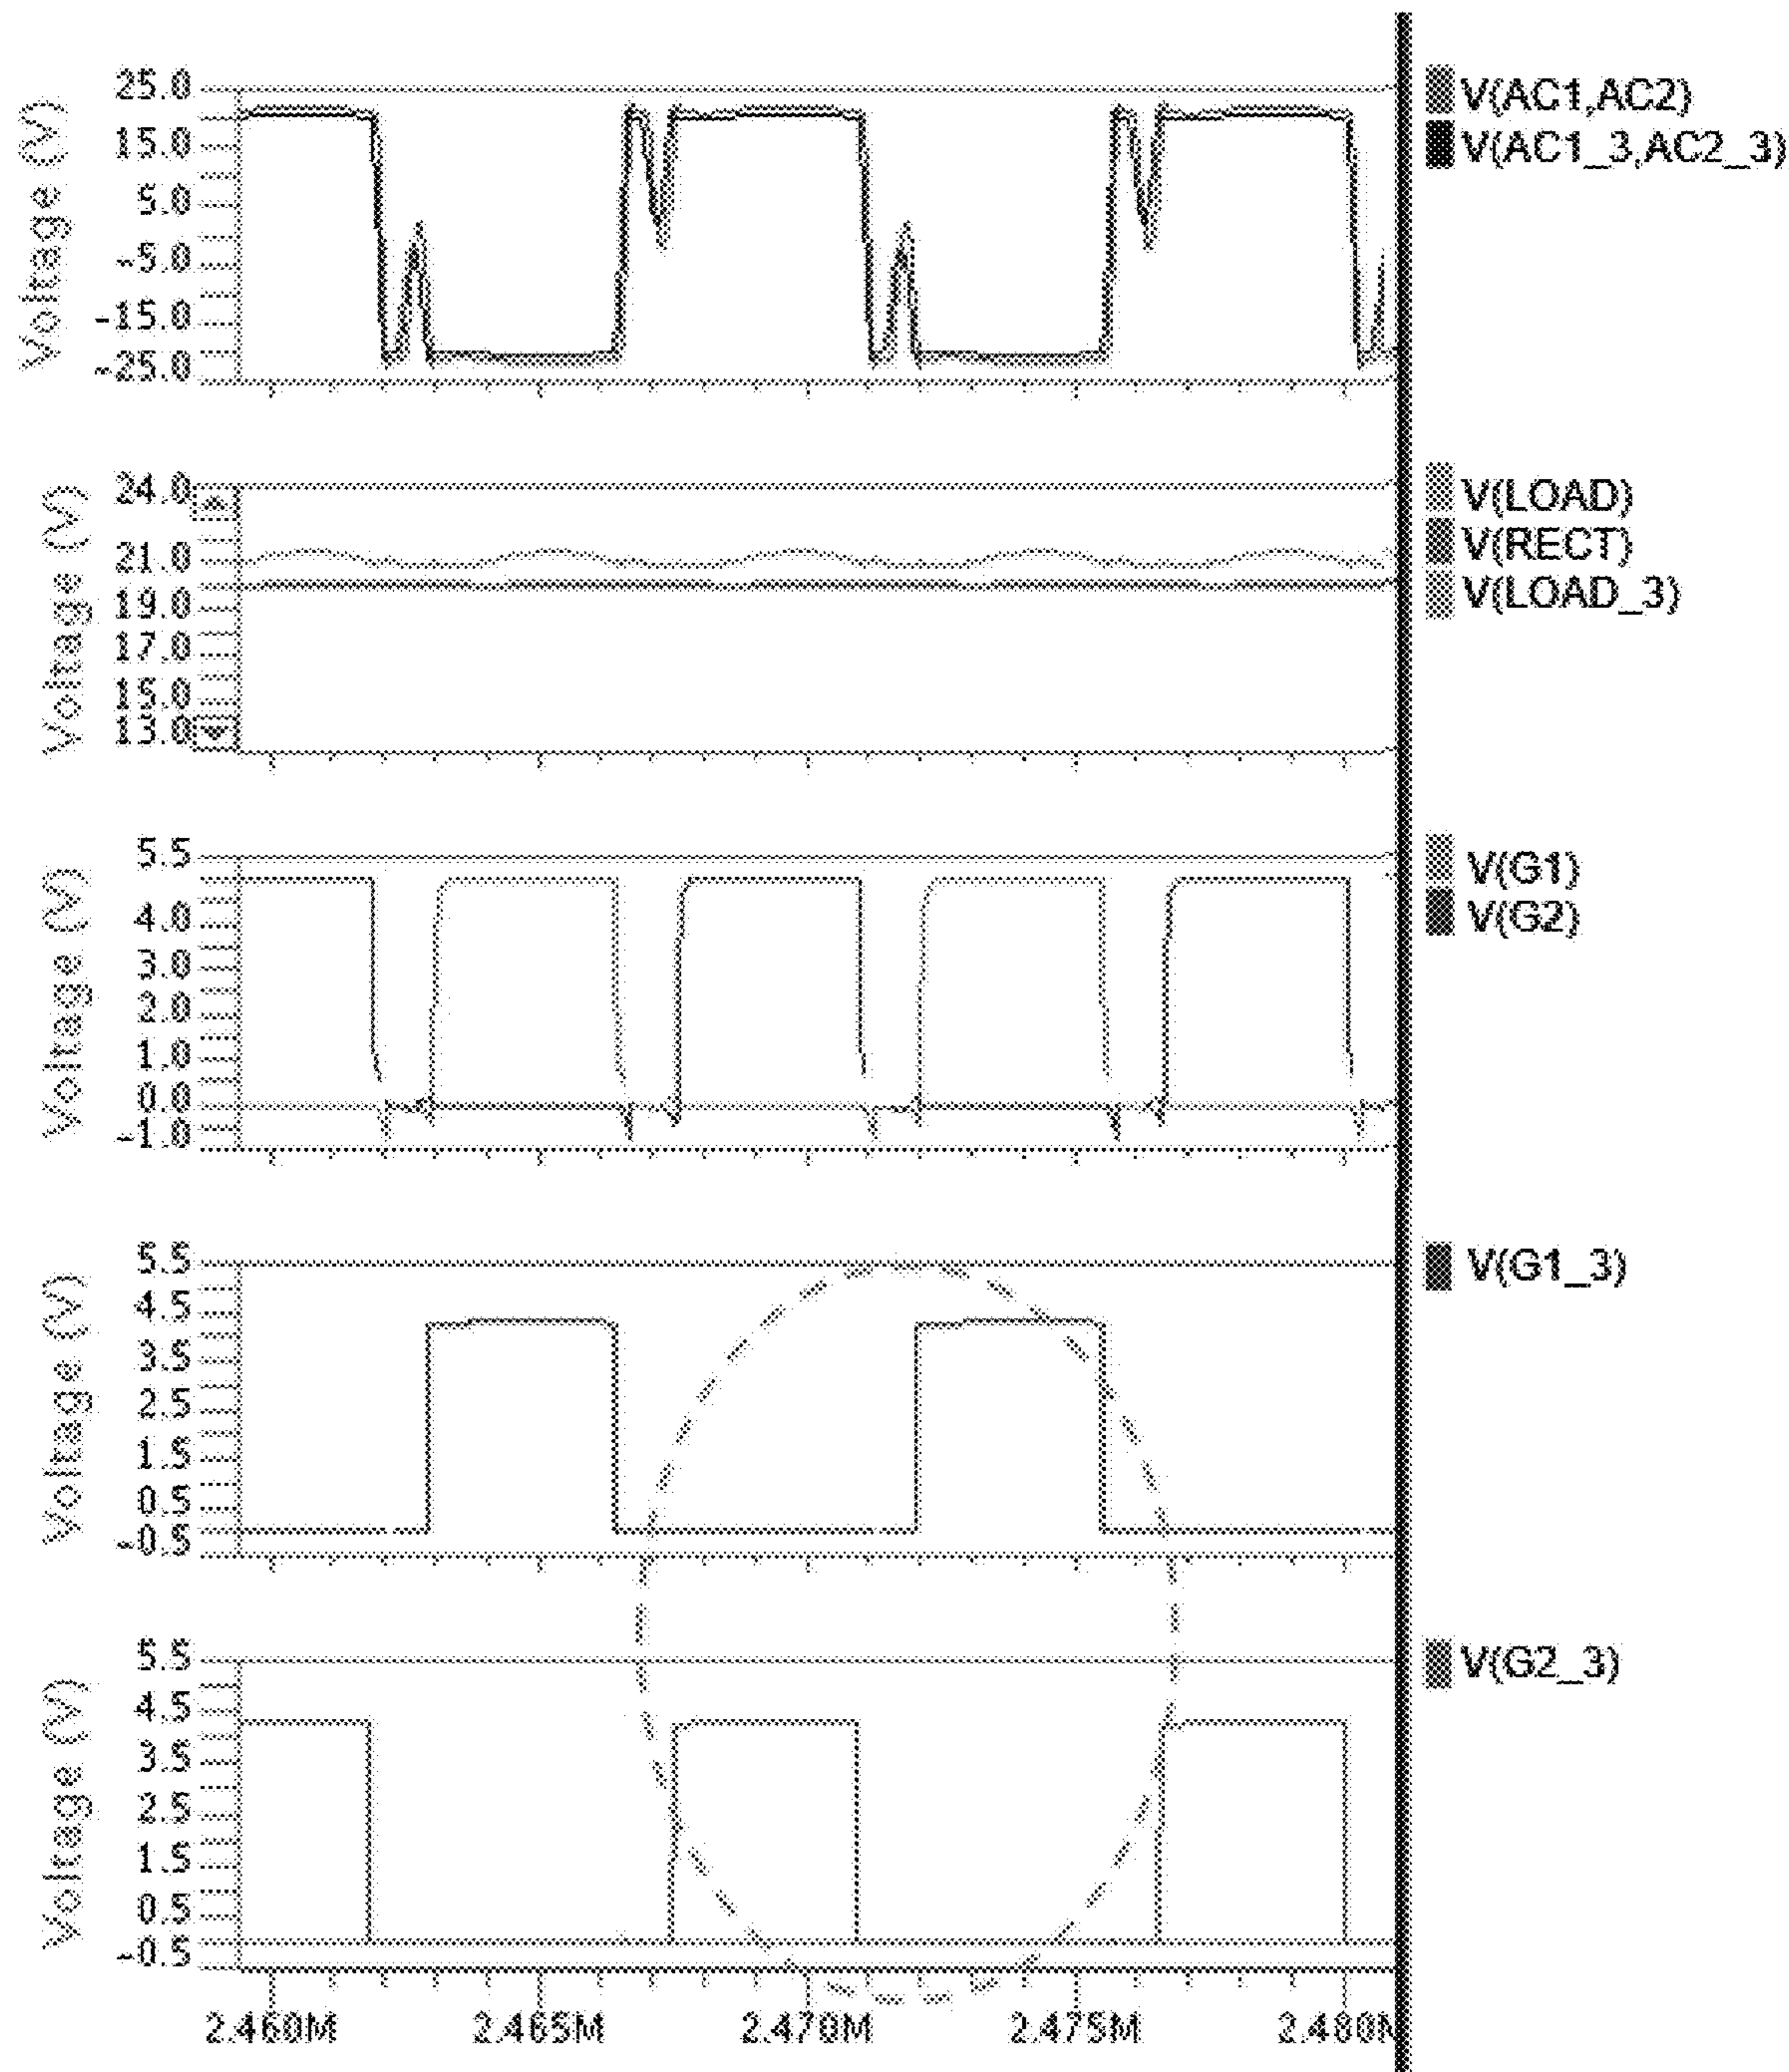 Voltage (V)
25.0
15.0
5.0
-5.0
-15.0
-25.0
V(AC1,AC2)
V(AC1_3,AC2_3)
Voltage (V)
24.0
21.0
19.0
17.0
15.0
13.0
V(LOAD)
V(RECT)
V(LOAD_3)
Voltage (V)
5.5
4.0
3.0
2.0
1.0
0.0
-1.0
V(G1)
V(G2)
Voltage (V)
5.5
4.5
3.5
2.5
1.5
0.5
-0.5
V(G1_3)
Voltage (V)
5.5
4.5
3.5
2.5
1.5
0.5
-0.5
V(G2_3)
2.460M 2.465M 2.470M 2.475M 2.480M